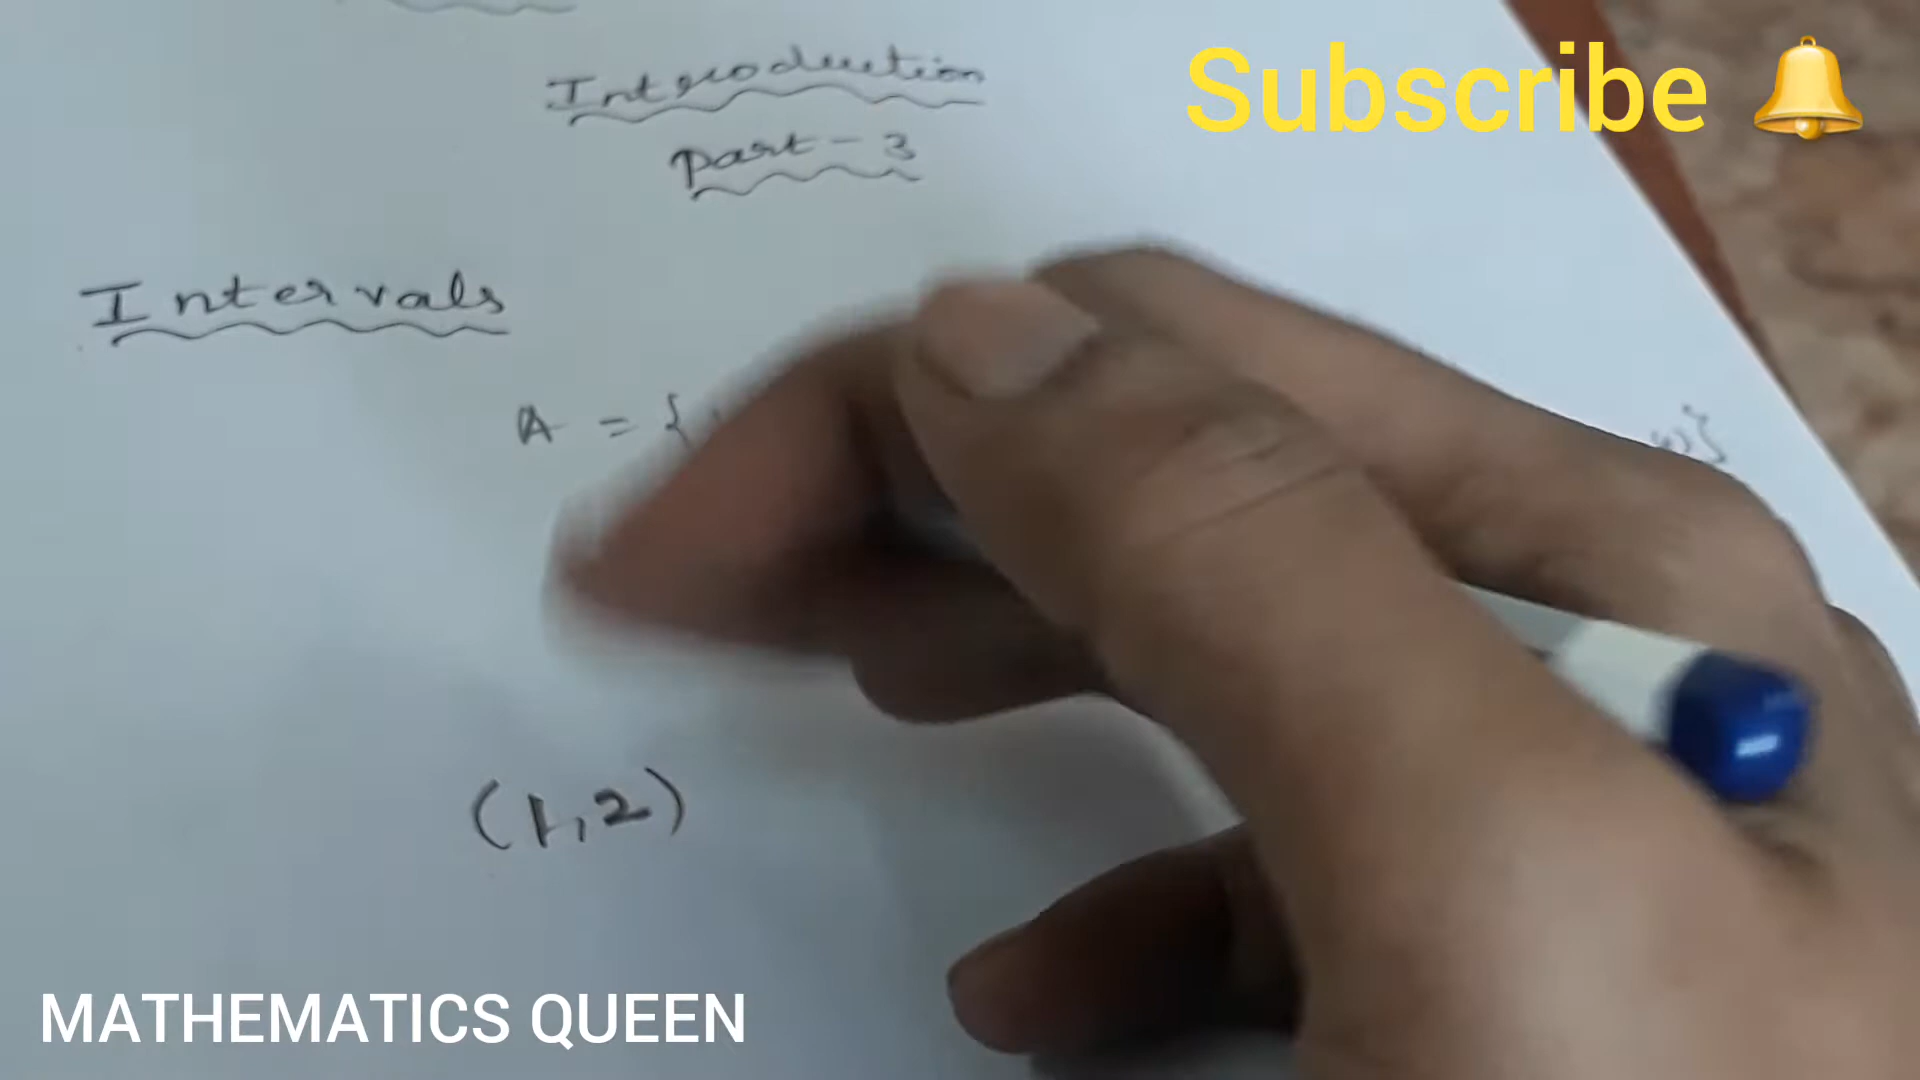 Introduction
Subscribe 🔔
Part - 3
Intervals
A = {
}
(1,2)
MATHEMATICS QUEEN